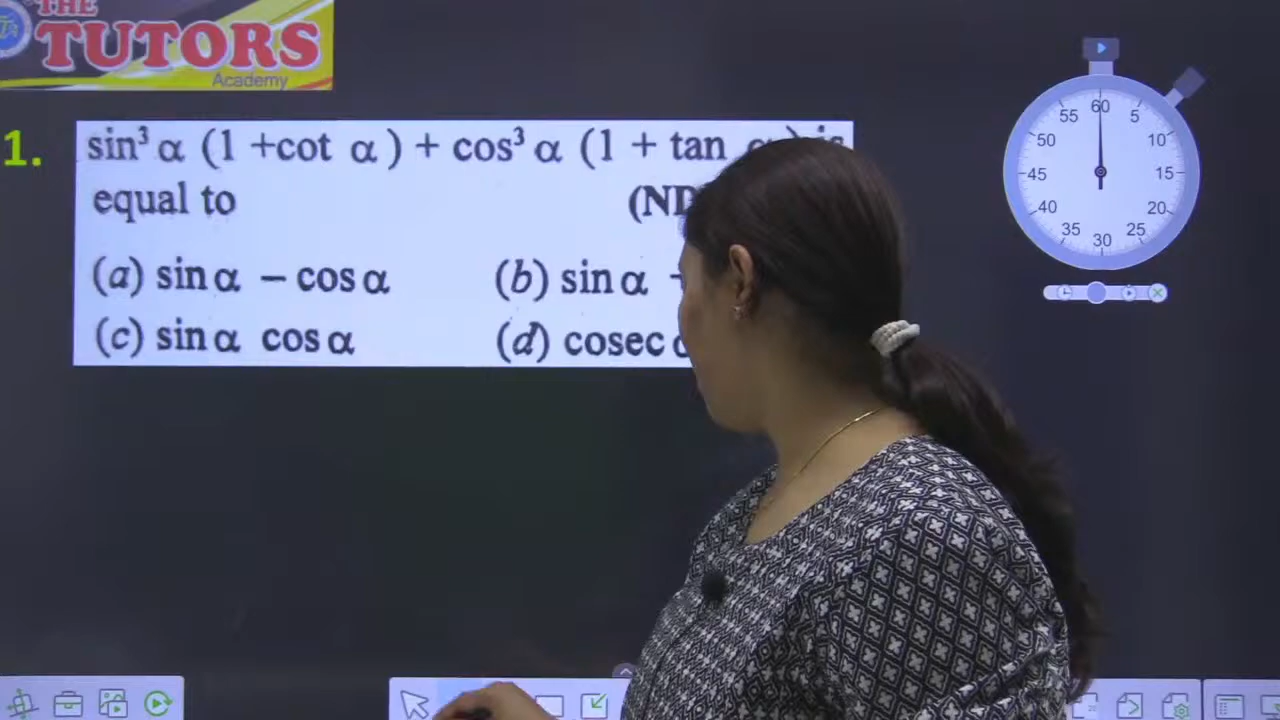 THE
TUTORS
Academy
1.
sin³ α (1 +cot α) + cos³ α (1 + tan α) is
equal to (ND
(a) sin α – cos α (b) sin α
(c) sin α cos α (d) cosec
60
55 5
50 10
45 15
40 20
35 25
30